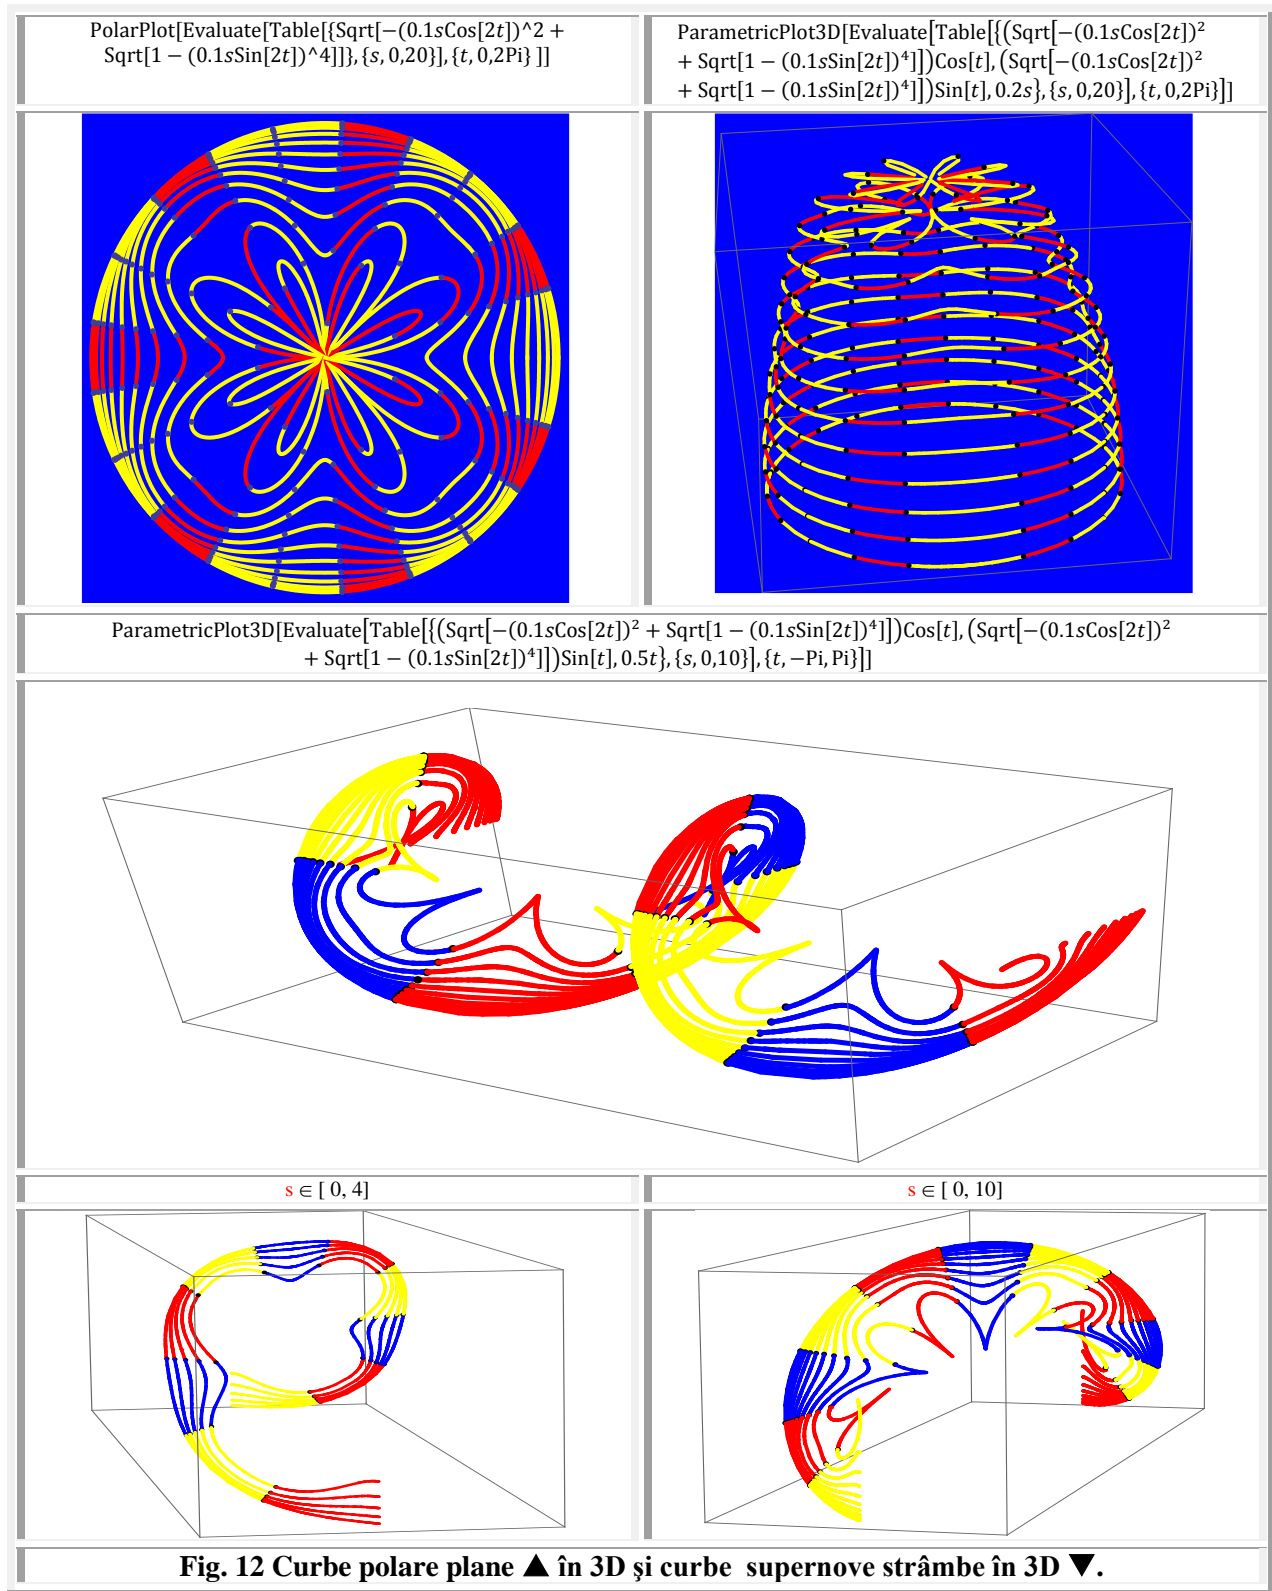 PolarPlot[Evaluate[Table[{Sqrt[−(0.1sCos[2t])^2 +
Sqrt[1 − (0.1sSin[2t])^4]]},{s, 0,20}], {t, 0,2Pi} ]]
ParametricPlot3D[Evaluate[Table[{(Sqrt[−(0.1sCos[2t])²
+ Sqrt[1 − (0.1sSin[2t])⁴]])Cos[t], (Sqrt[−(0.1sCos[2t])²
+ Sqrt[1 − (0.1sSin[2t])⁴]])Sin[t], 0.2s}, {s, 0,20}], {t, 0,2Pi}]]
ParametricPlot3D[Evaluate[Table[{(Sqrt[−(0.1sCos[2t])² + Sqrt[1 − (0.1sSin[2t])⁴]])Cos[t], (Sqrt[−(0.1sCos[2t])²
+ Sqrt[1 − (0.1sSin[2t])⁴]])Sin[t], 0.5t}, {s, 0,10}], {t, −Pi, Pi}]]
s ∈ [ 0, 4]
s ∈ [ 0, 10]
Fig. 12 Curbe polare plane ▲ în 3D şi curbe supernove strâmbe în 3D ▼.